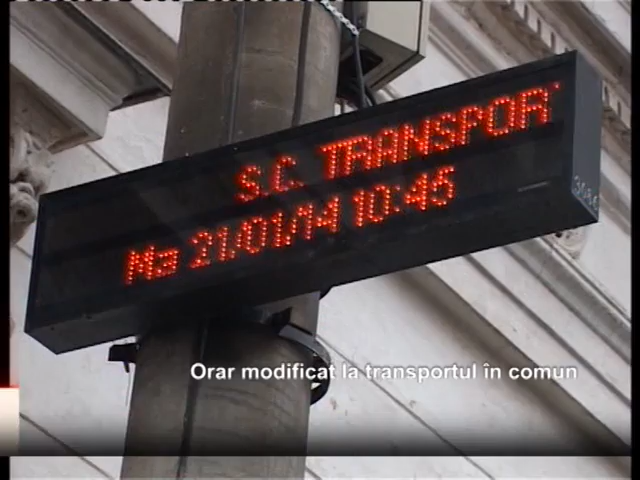 S.C. TRANSPOR
Ma 21/01/14 10:45
Orar modificat la transportul în comun